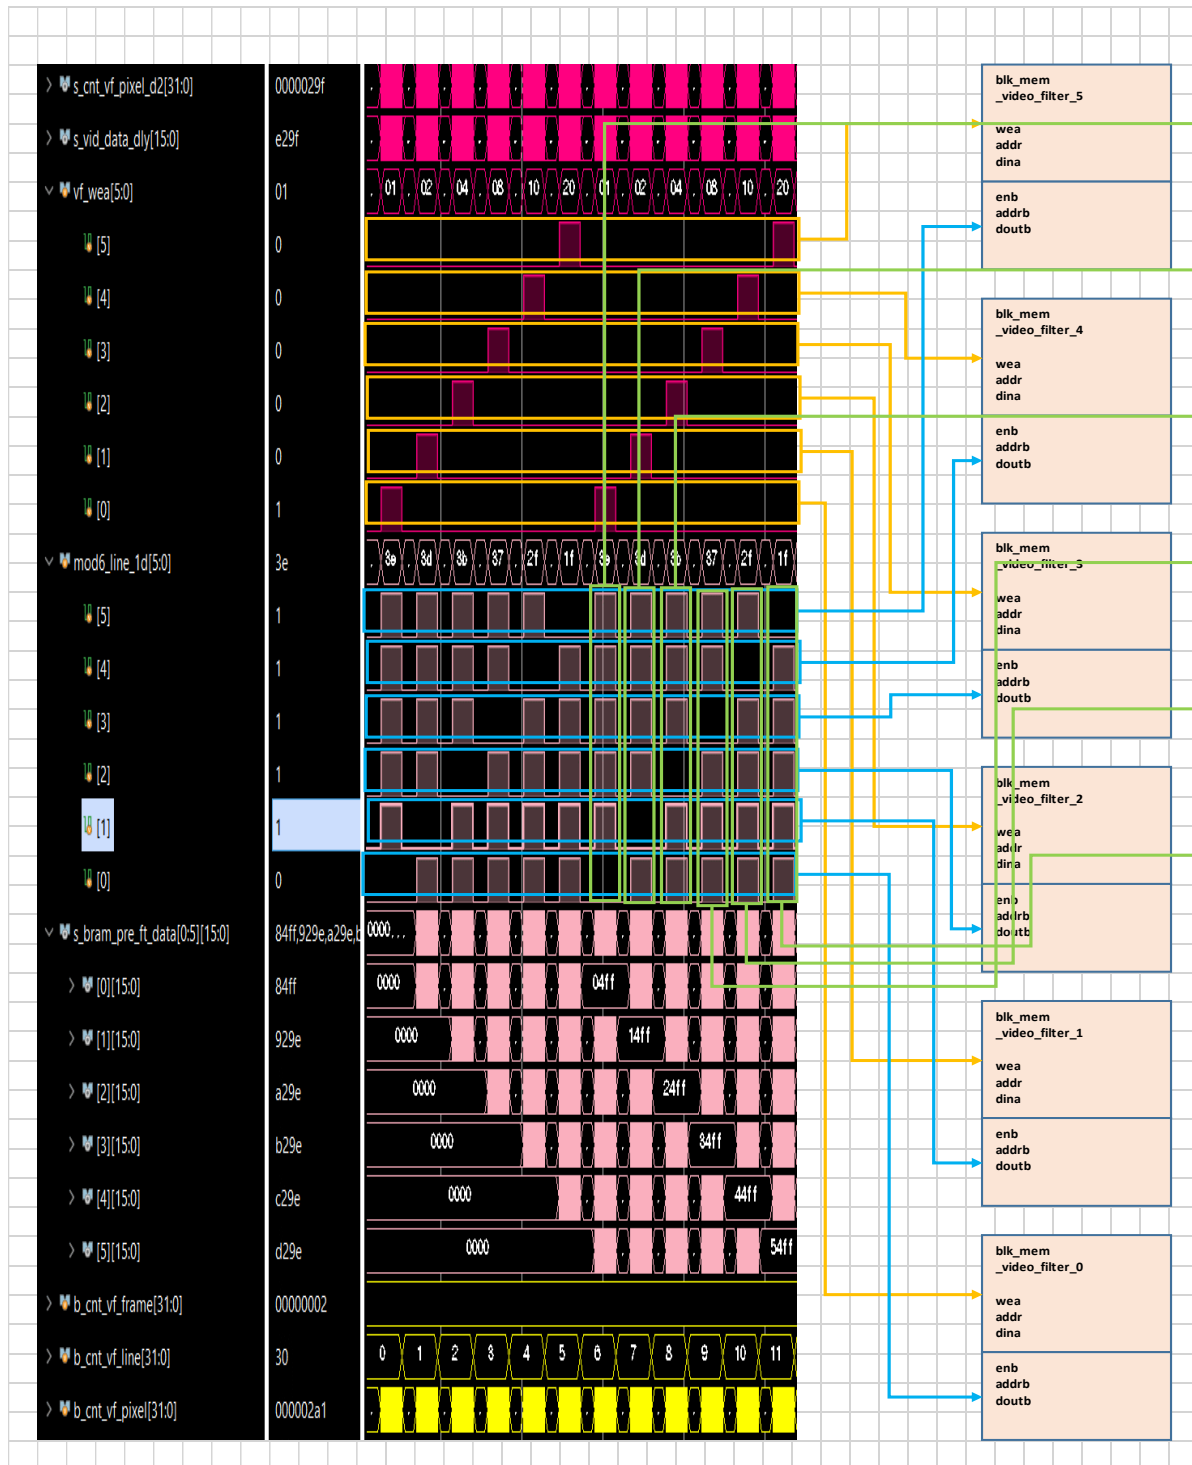 s_cnt_vf_pixel_d2[31:0] 0000029f
s_vid_data_dly[15:0] e29f
vf_wea[5:0] 01 01 02 04 08 10 20 01 02 04 08 10 20
[5] 0
[4] 0
[3] 0
[2] 0
[1] 0
[0] 1
mod6_line_1d[5:0] 3e 3e 3d 3b 37 2f 1f 3e 3d 3b 37 2f 1f
[5] 1
[4] 1
[3] 1
[2] 1
[1] 1
[0] 0
s_bram_pre_ft_data[0:5][15:0] 84ff,929e,a29e,b 0000...
[0][15:0] 84ff 0000 04ff
[1][15:0] 929e 0000 14ff
[2][15:0] a29e 0000 24ff
[3][15:0] b29e 0000 34ff
[4][15:0] c29e 0000 44ff
[5][15:0] d29e 0000 54ff
b_cnt_vf_frame[31:0] 00000002
b_cnt_vf_line[31:0] 30 0 1 2 3 4 5 6 7 8 9 10 11
b_cnt_vf_pixel[31:0] 000002a1
blk_mem
_video_filter_5
wea
addr
dina
enb
addrb
doutb
blk_mem
_video_filter_4
wea
addr
dina
enb
addrb
doutb
blk_mem
_video_filter_3
wea
addr
dina
enb
addrb
doutb
blk_mem
_video_filter_2
wea
addr
dina
enb
addrb
doutb
blk_mem
_video_filter_1
wea
addr
dina
enb
addrb
doutb
blk_mem
_video_filter_0
wea
addr
dina
enb
addrb
doutb